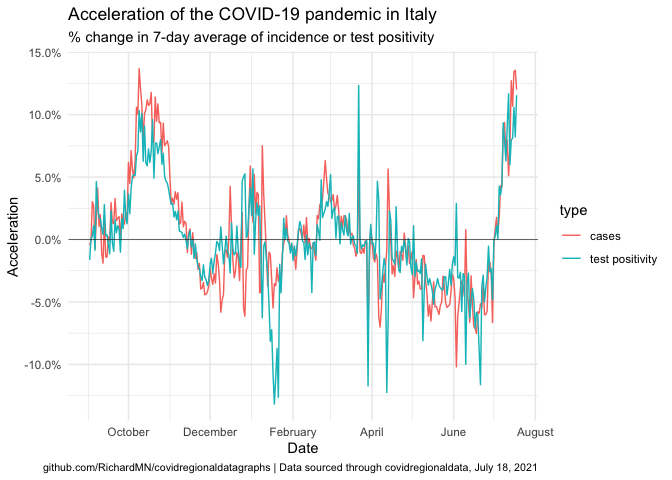 Acceleration of the COVID-19 pandemic in Italy
% change in 7-day average of incidence or test positivity
15.0%
10.0%
5.0%
0.0%
-5.0%
-10.0%
Acceleration
October December February April June August
Date
type
cases
test positivity
github.com/RichardMN/covidregionaldatagraphs | Data sourced through covidregionaldata, July 18, 2021